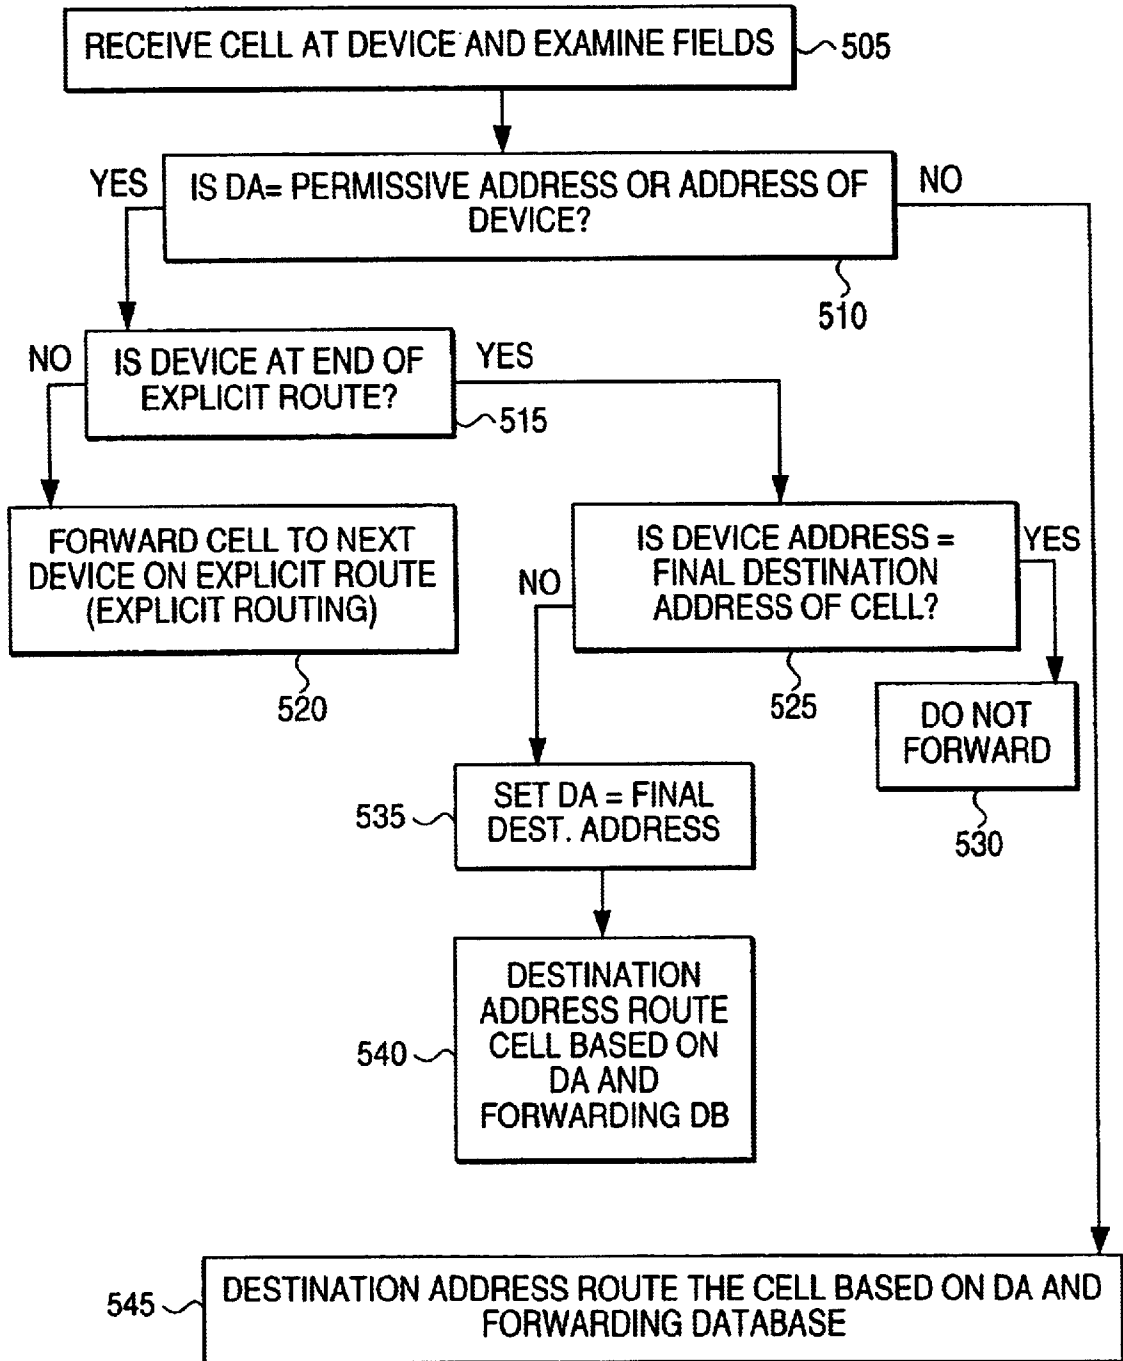 RECEIVE CELL AT DEVICE AND EXAMINE FIELDS
505
YES
IS DA= PERMISSIVE ADDRESS OR ADDRESS OF
DEVICE?
NO
510
NO
IS DEVICE AT END OF
EXPLICIT ROUTE?
YES
515
FORWARD CELL TO NEXT
DEVICE ON EXPLICIT ROUTE
(EXPLICIT ROUTING)
520
NO
IS DEVICE ADDRESS =
FINAL DESTINATION
ADDRESS OF CELL?
YES
525
DO NOT
FORWARD
530
535
SET DA = FINAL
DEST. ADDRESS
540
DESTINATION
ADDRESS ROUTE
CELL BASED ON
DA AND
FORWARDING DB
545
DESTINATION ADDRESS ROUTE THE CELL BASED ON DA AND
FORWARDING DATABASE